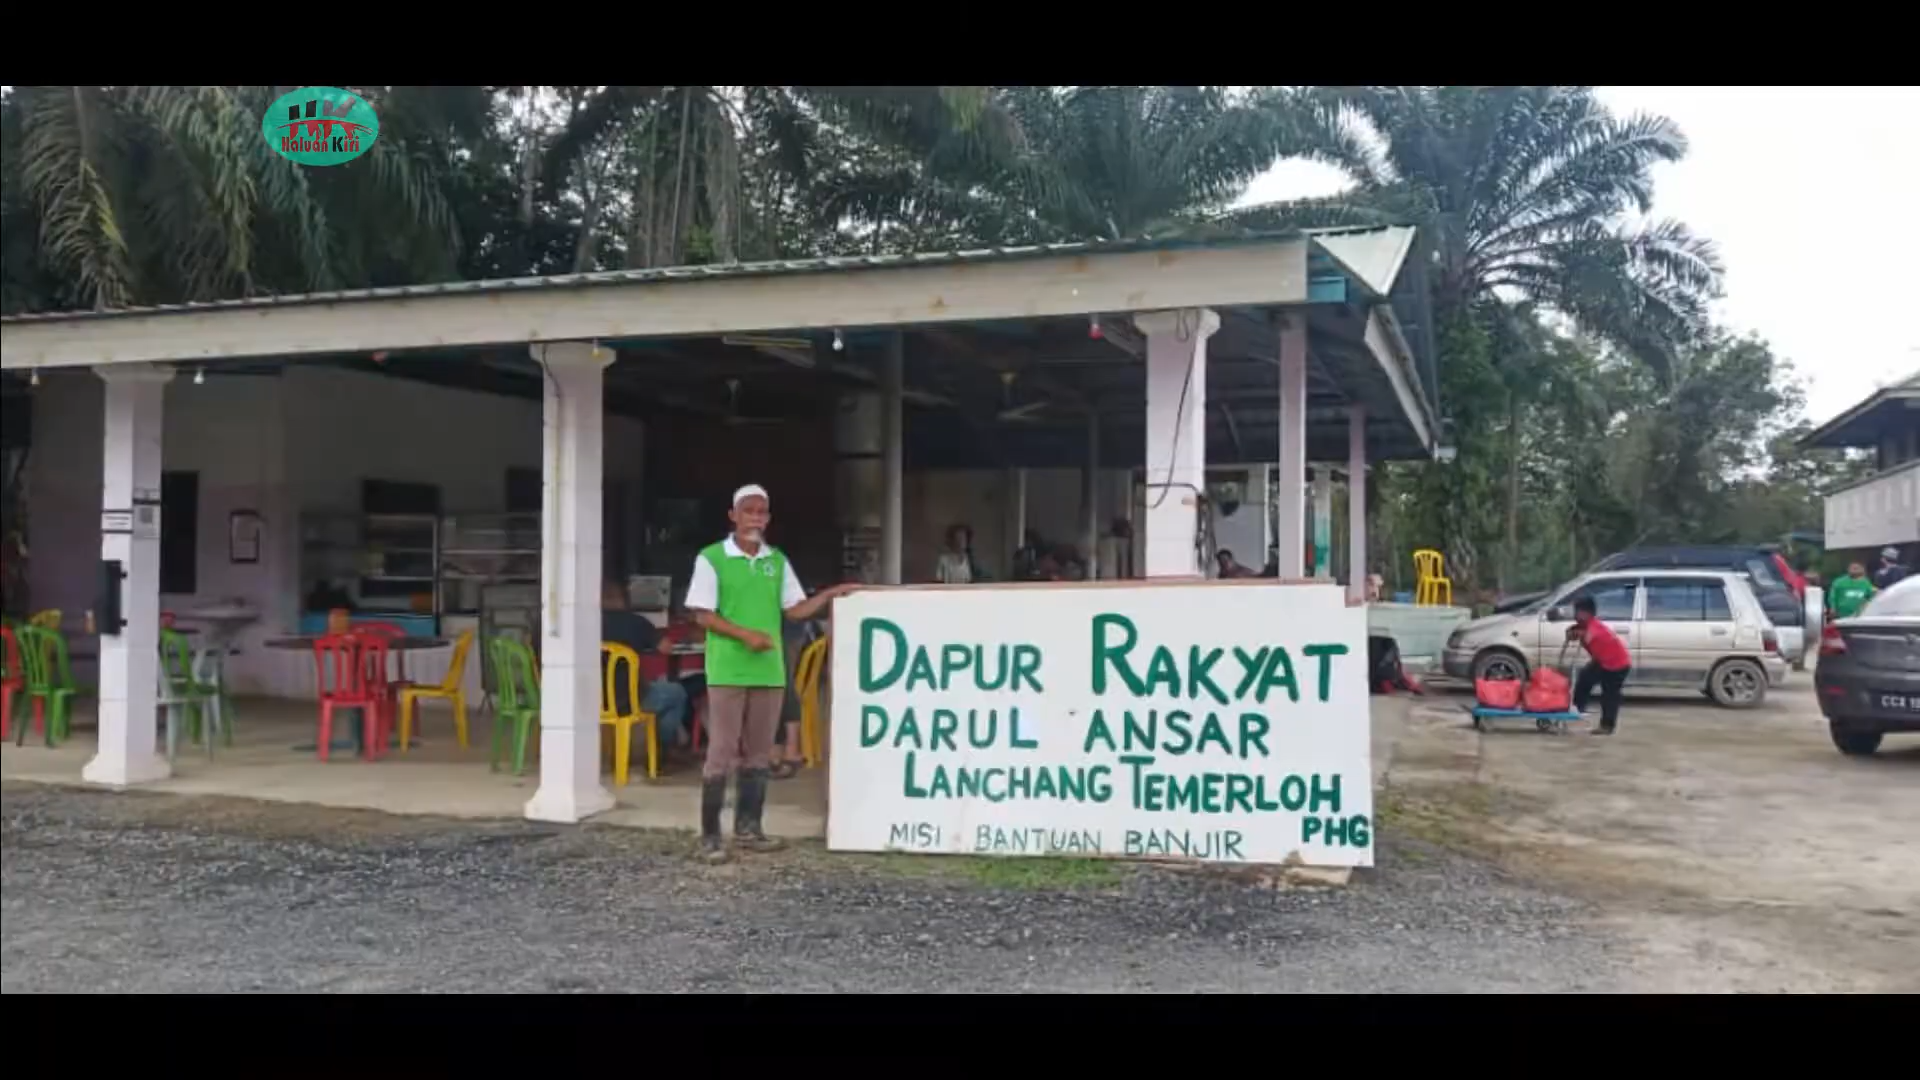 Haluan Kiri
DAPUR RAKYAT
DARUL ANSAR
LANCHANG TEMERLOH
PHG
MISI BANTUAN BANJIR